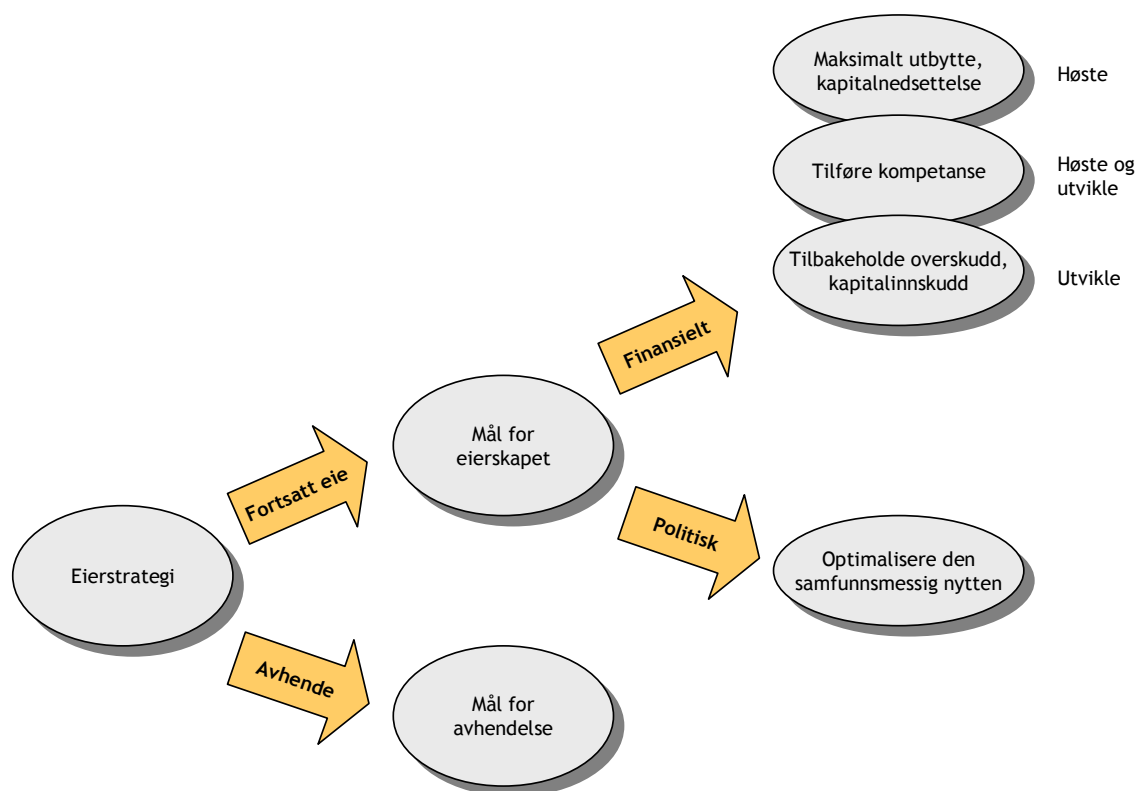 Maksimalt utbytte,
kapitalnedsettelse
Høste
Tilføre kompetanse
Høste og
utvikle
Tilbakeholde overskudd,
kapitalinnskudd
Utvikle
Finansielt
Mål for
eierskapet
Fortsatt eie
Politisk
Eierstrategi
Optimalisere den
samfunnsmessig nytten
Avhende
Mål for
avhendelse